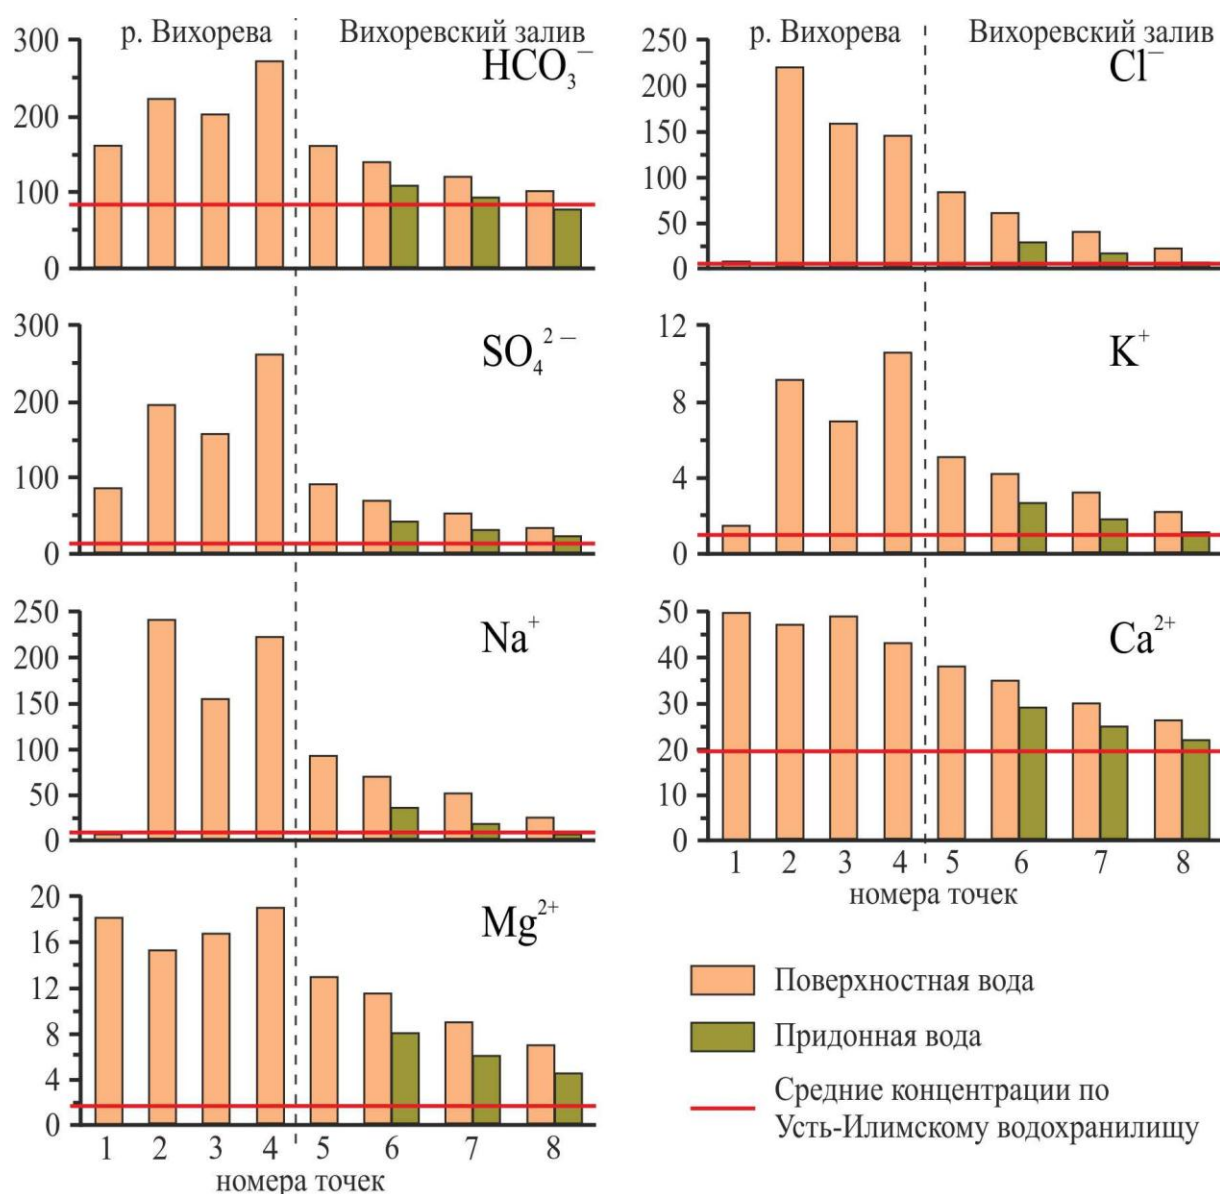 р. Вихорева Вихоревский залив
HCO₃⁻
300
200
100
0
р. Вихорева Вихоревский залив
Cl⁻
250
200
150
100
50
0
SO₄²⁻
300
200
100
0
K⁺
12
8
4
0
Na⁺
250
200
150
100
50
0
Ca²⁺
50
40
30
20
10
0
1 2 3 4 5 6 7 8
номера точек
Mg²⁺
20
16
12
8
4
0
1 2 3 4 5 6 7 8
номера точек
Поверхностная вода
Придонная вода
Средние концентрации по
Усть-Илимскому водохранилищу